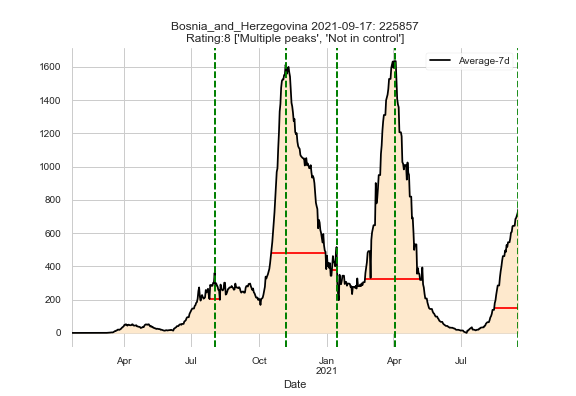 Bosnia_and_Herzegovina 2021-09-17: 225857
Rating:8 ['Multiple peaks', 'Not in control']
Average-7d
1600
1400
1200
1000
800
600
400
200
0
Apr Jul Oct Jan Apr Jul
2021
Date